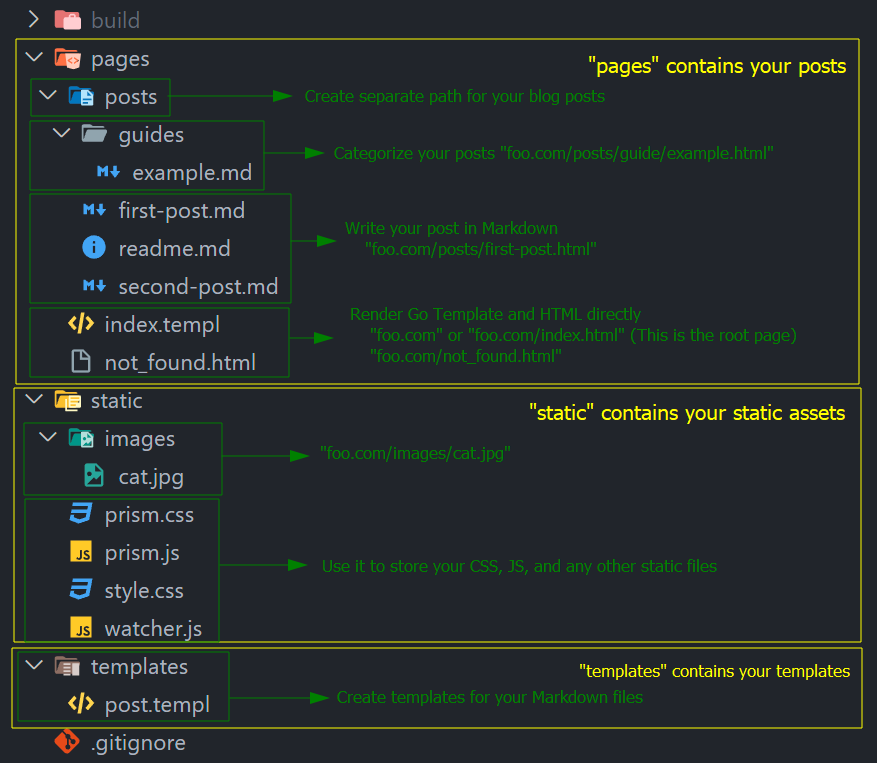 build
pages
"pages" contains your posts
posts
Create separate path for your blog posts
guides
Categorize your posts "foo.com/posts/guide/example.html"
example.md
first-post.md
Write your post in Markdown
readme.md
"foo.com/posts/first-post.html"
second-post.md
Render Go Template and HTML directly
index.templ
"foo.com" or "foo.com/index.html" (This is the root page)
"foo.com/not_found.html"
not_found.html
static
"static" contains your static assets
images
"foo.com/images/cat.jpg"
cat.jpg
prism.css
JS prism.js
Use it to store your CSS, JS, and any other static files
style.css
JS watcher.js
templates
"templates" contains your templates
post.templ
Create templates for your Markdown files
.gitignore